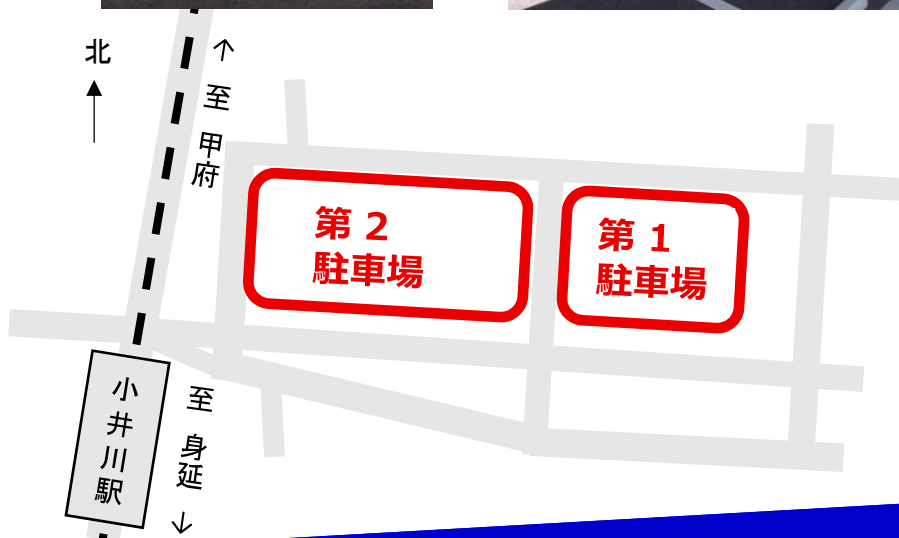 北
↑ 至 甲府
第 2
駐車場
第 1
駐車場
小井川駅
至 身延 ↓